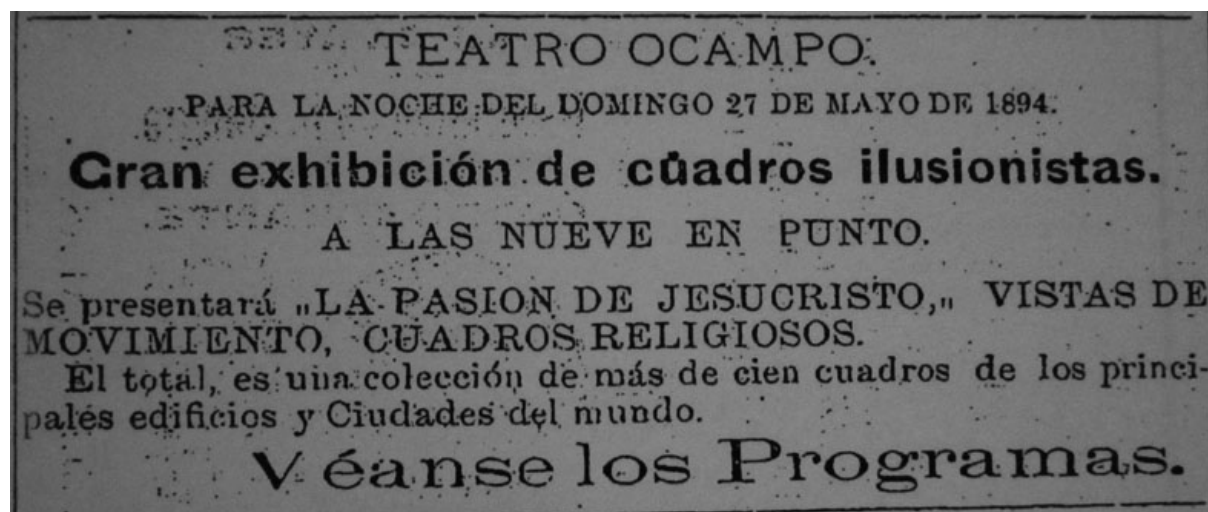 TEATRO OCAMPO.
PARA LA NOCHE DEL DOMINGO 27 DE MAYO DE 1894.
Gran exhibición de cuadros ilusionistas.
A LAS NUEVE EN PUNTO.
Se presentará „LA PASION DE JESUCRISTO,„ VISTAS DE
MOVIMIENTO, CUADROS RELIGIOSOS.
El total, es una colección de más de cien cuadros de los princi-
pales edificios y Ciudades del mundo.
Véanse los Programas.